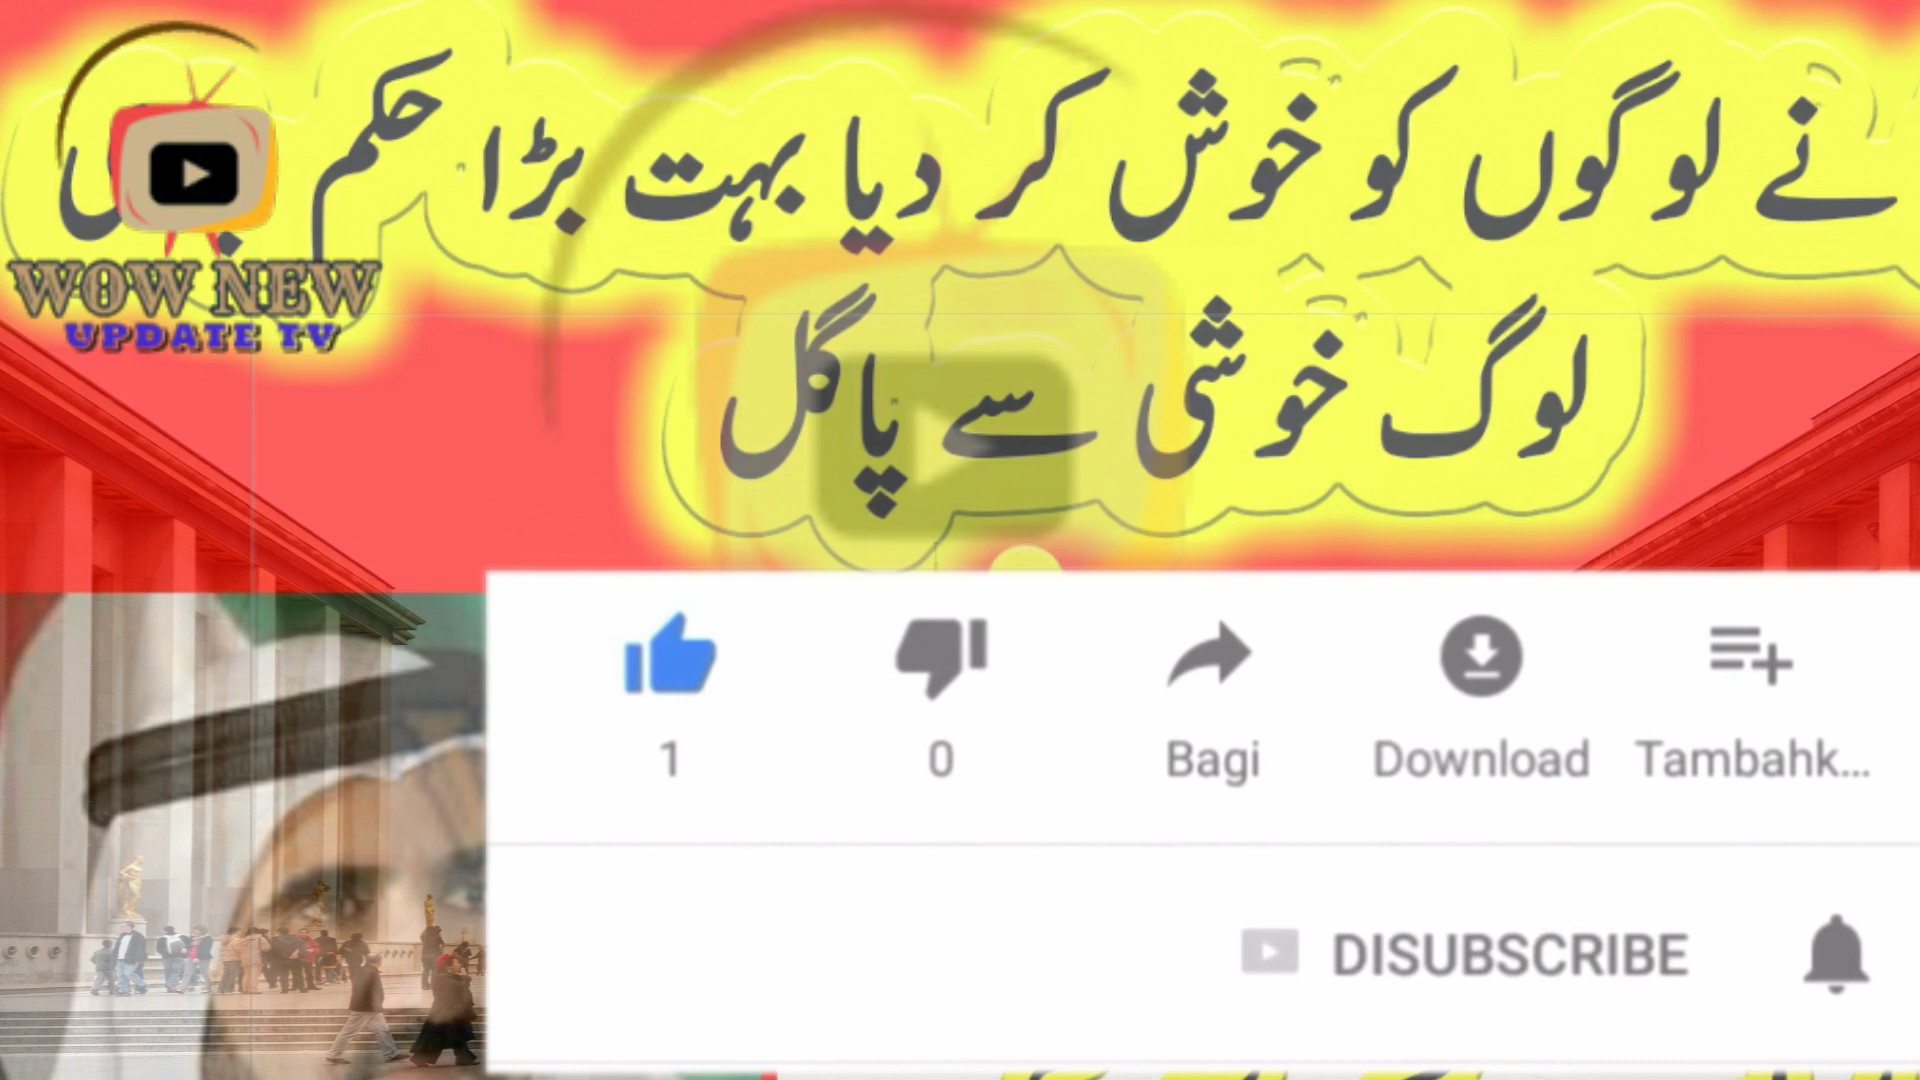 نے لوگوں کو خوش کر دیا بہت بڑا حکم
لوگ خوشی سے پاگل
WOW NEW
UPDATE TV
1
0
Bagi
Download
Tambahk...
DISUBSCRIBE